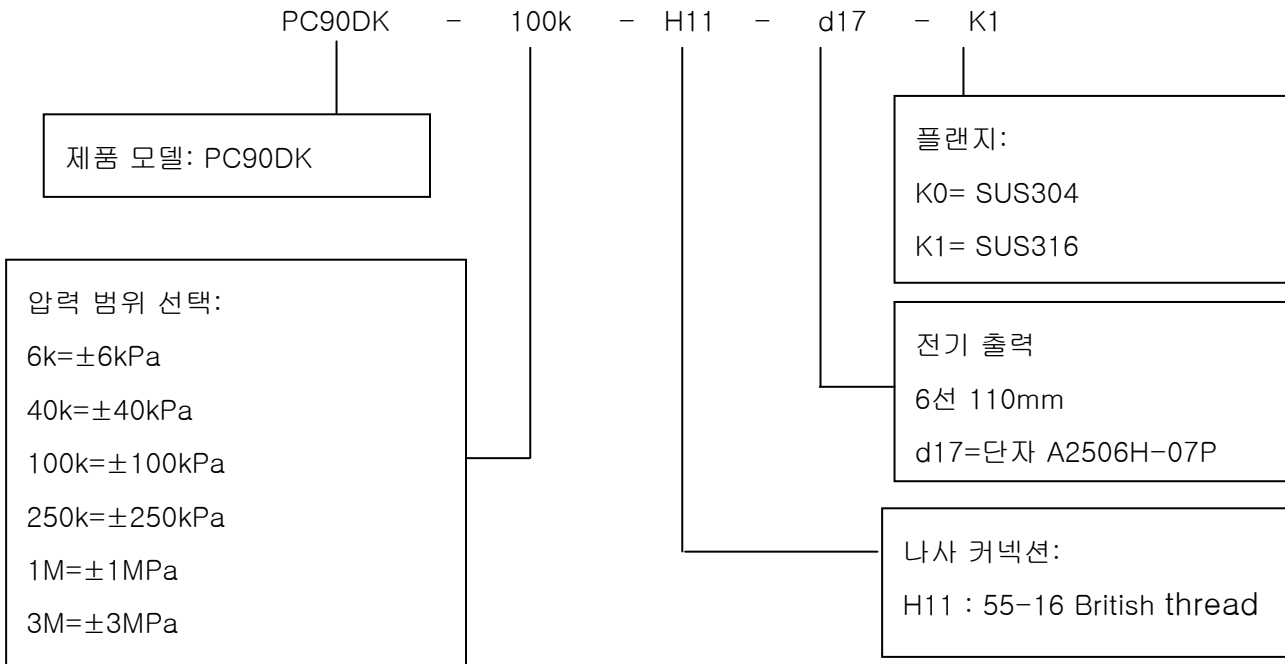 PC90DK - 100k - H11 - d17 - K1
제품 모델: PC90DK
압력 범위 선택:
6k=±6kPa
40k=±40kPa
100k=±100kPa
250k=±250kPa
1M=±1MPa
3M=±3MPa
플랜지:
K0= SUS304
K1= SUS316
전기 출력
6선 110mm
d17=단자 A2506H-07P
나사 커넥션:
H11 : 55-16 British thread